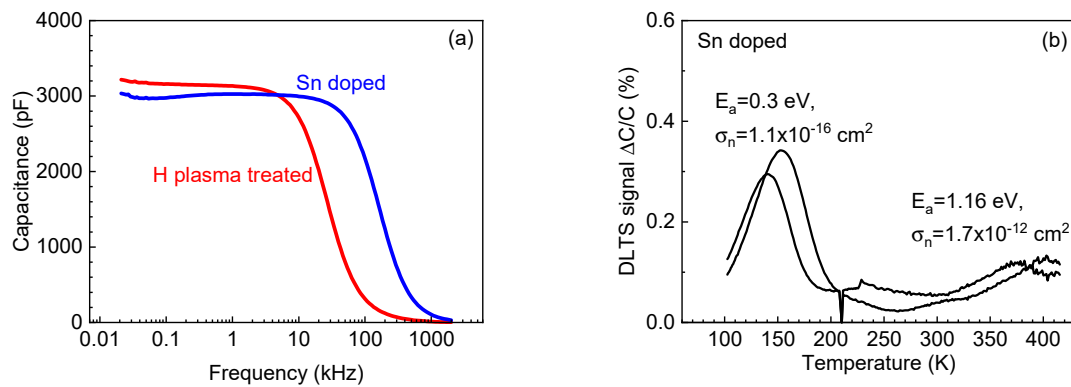 (a)
4000
3000
2000
1000
0
Capacitance (pF)
Sn doped
H plasma treated
0.01 0.1 1 10 100 1000
Frequency (kHz)
Sn doped (b)
0.6
0.4
0.2
0.0
DLTS signal ΔC/C (%)
E_a=0.3 eV,
σ_n=1.1x10^-16 cm^2
E_a=1.16 eV,
σ_n=1.7x10^-12 cm^2
100 150 200 250 300 350 400
Temperature (K)